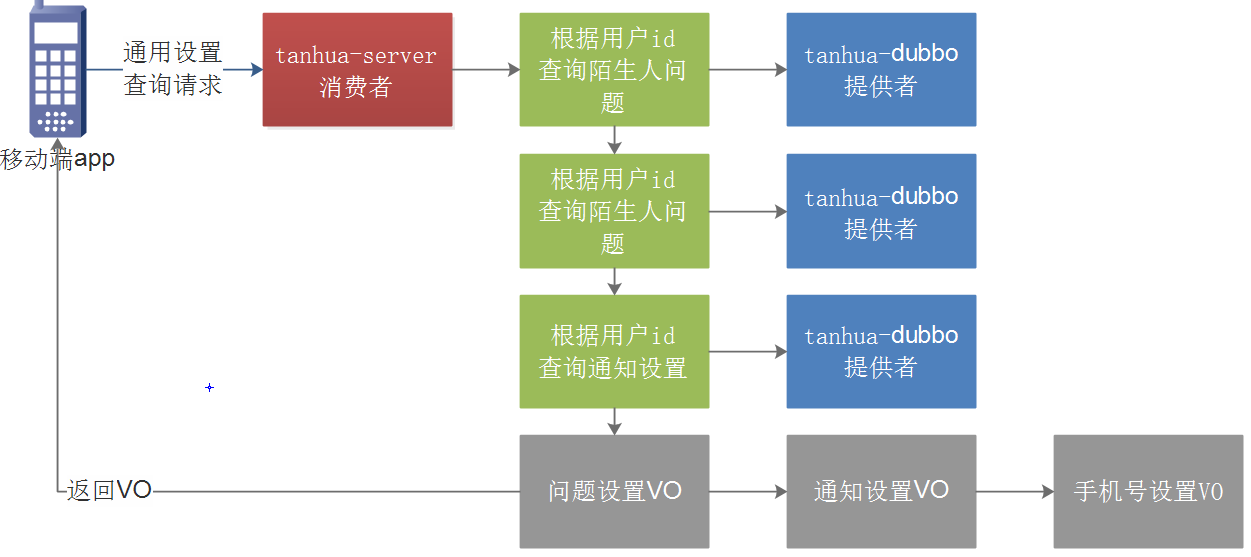 通用设置
查询请求
tanhua-server
消费者
根据用户id
查询陌生人问
题
tanhua-dubbo
提供者
移动端app
根据用户id
查询陌生人问
题
tanhua-dubbo
提供者
根据用户id
查询通知设置
tanhua-dubbo
提供者
返回VO
问题设置VO
通知设置VO
手机号设置VO